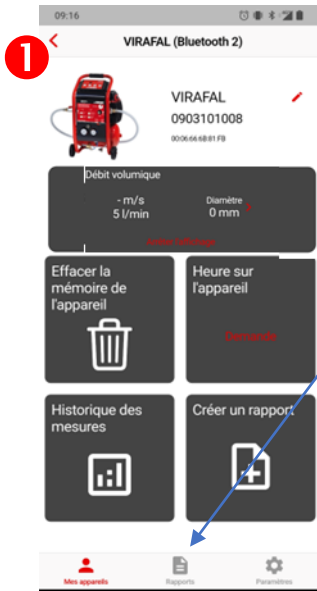 09:16
1
VIRAFAL (Bluetooth 2)
VIRAFAL
0903101008
00:06:66:6B:81:FB
Débit volumique
- m/s
5 l/min
Diamètre
0 mm
Effacer la
mémoire de
l'appareil
Heure sur
l'appareil
Demande
Historique des
mesures
Créer un rapport
Mes appareils
Rapports
Paramètres